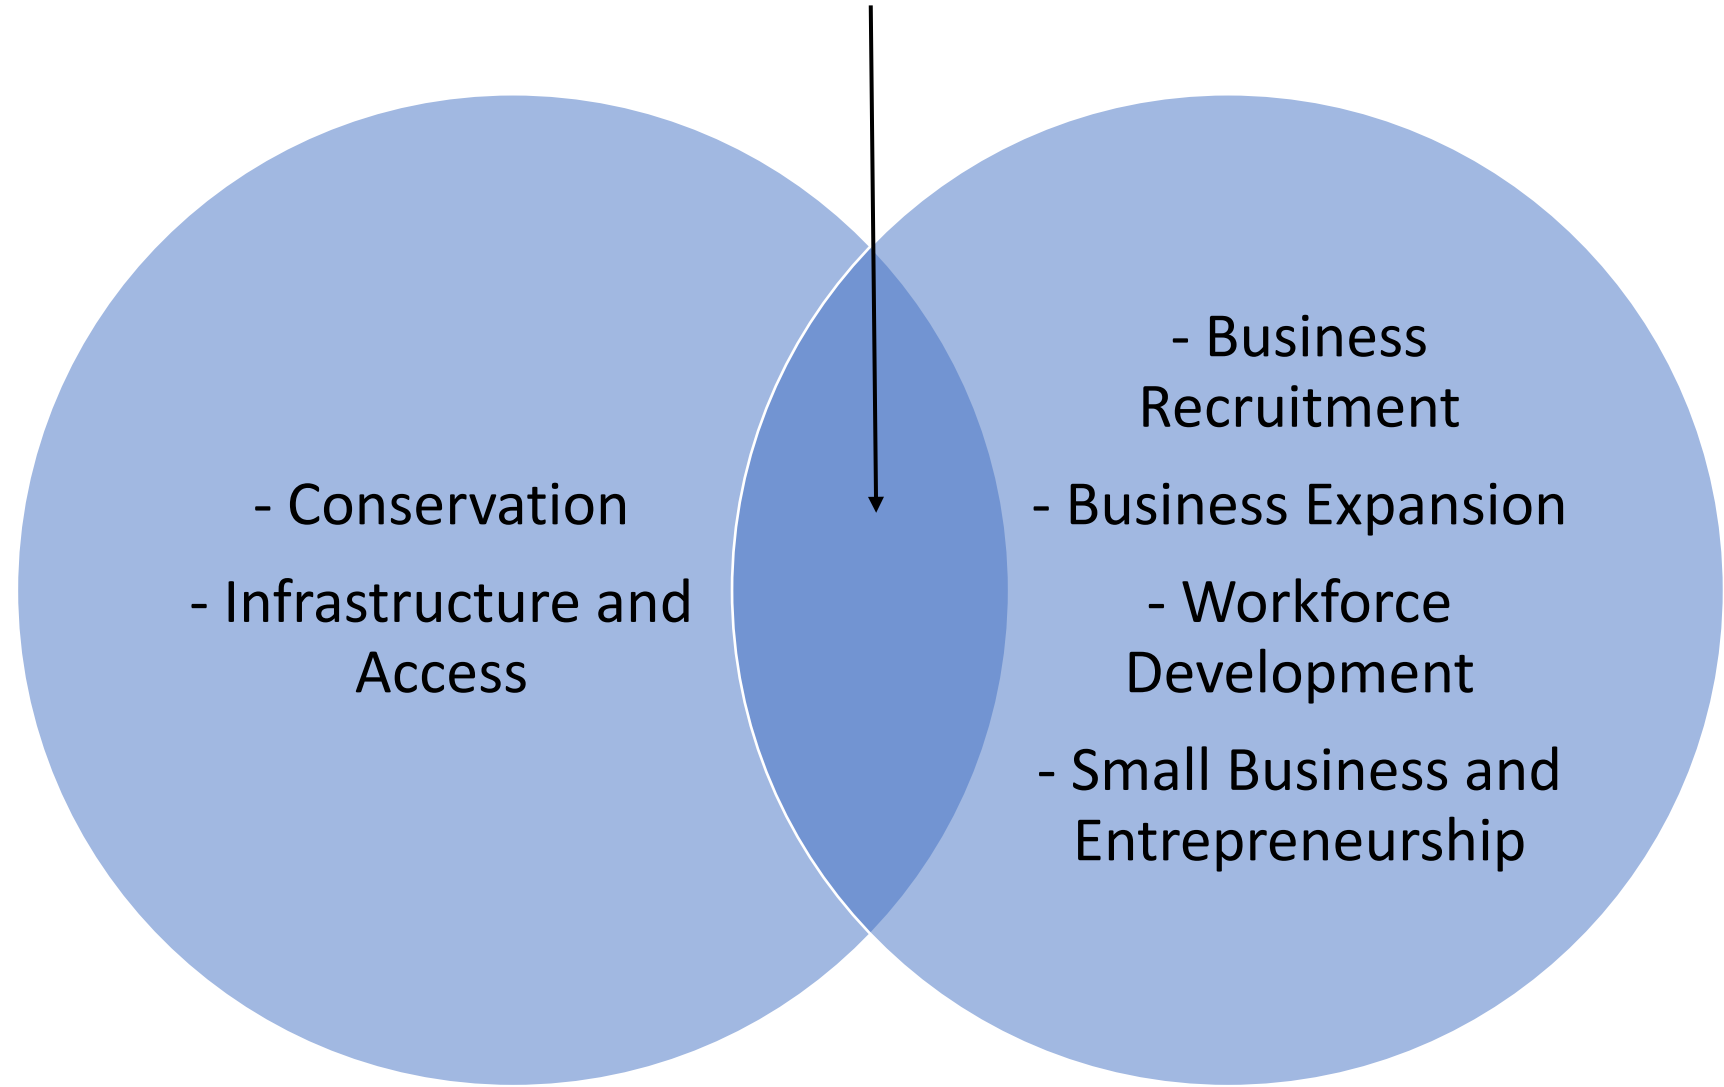 - Conservation
- Infrastructure and
Access
- Business
Recruitment
- Business Expansion
- Workforce
Development
- Small Business and
Entrepreneurship